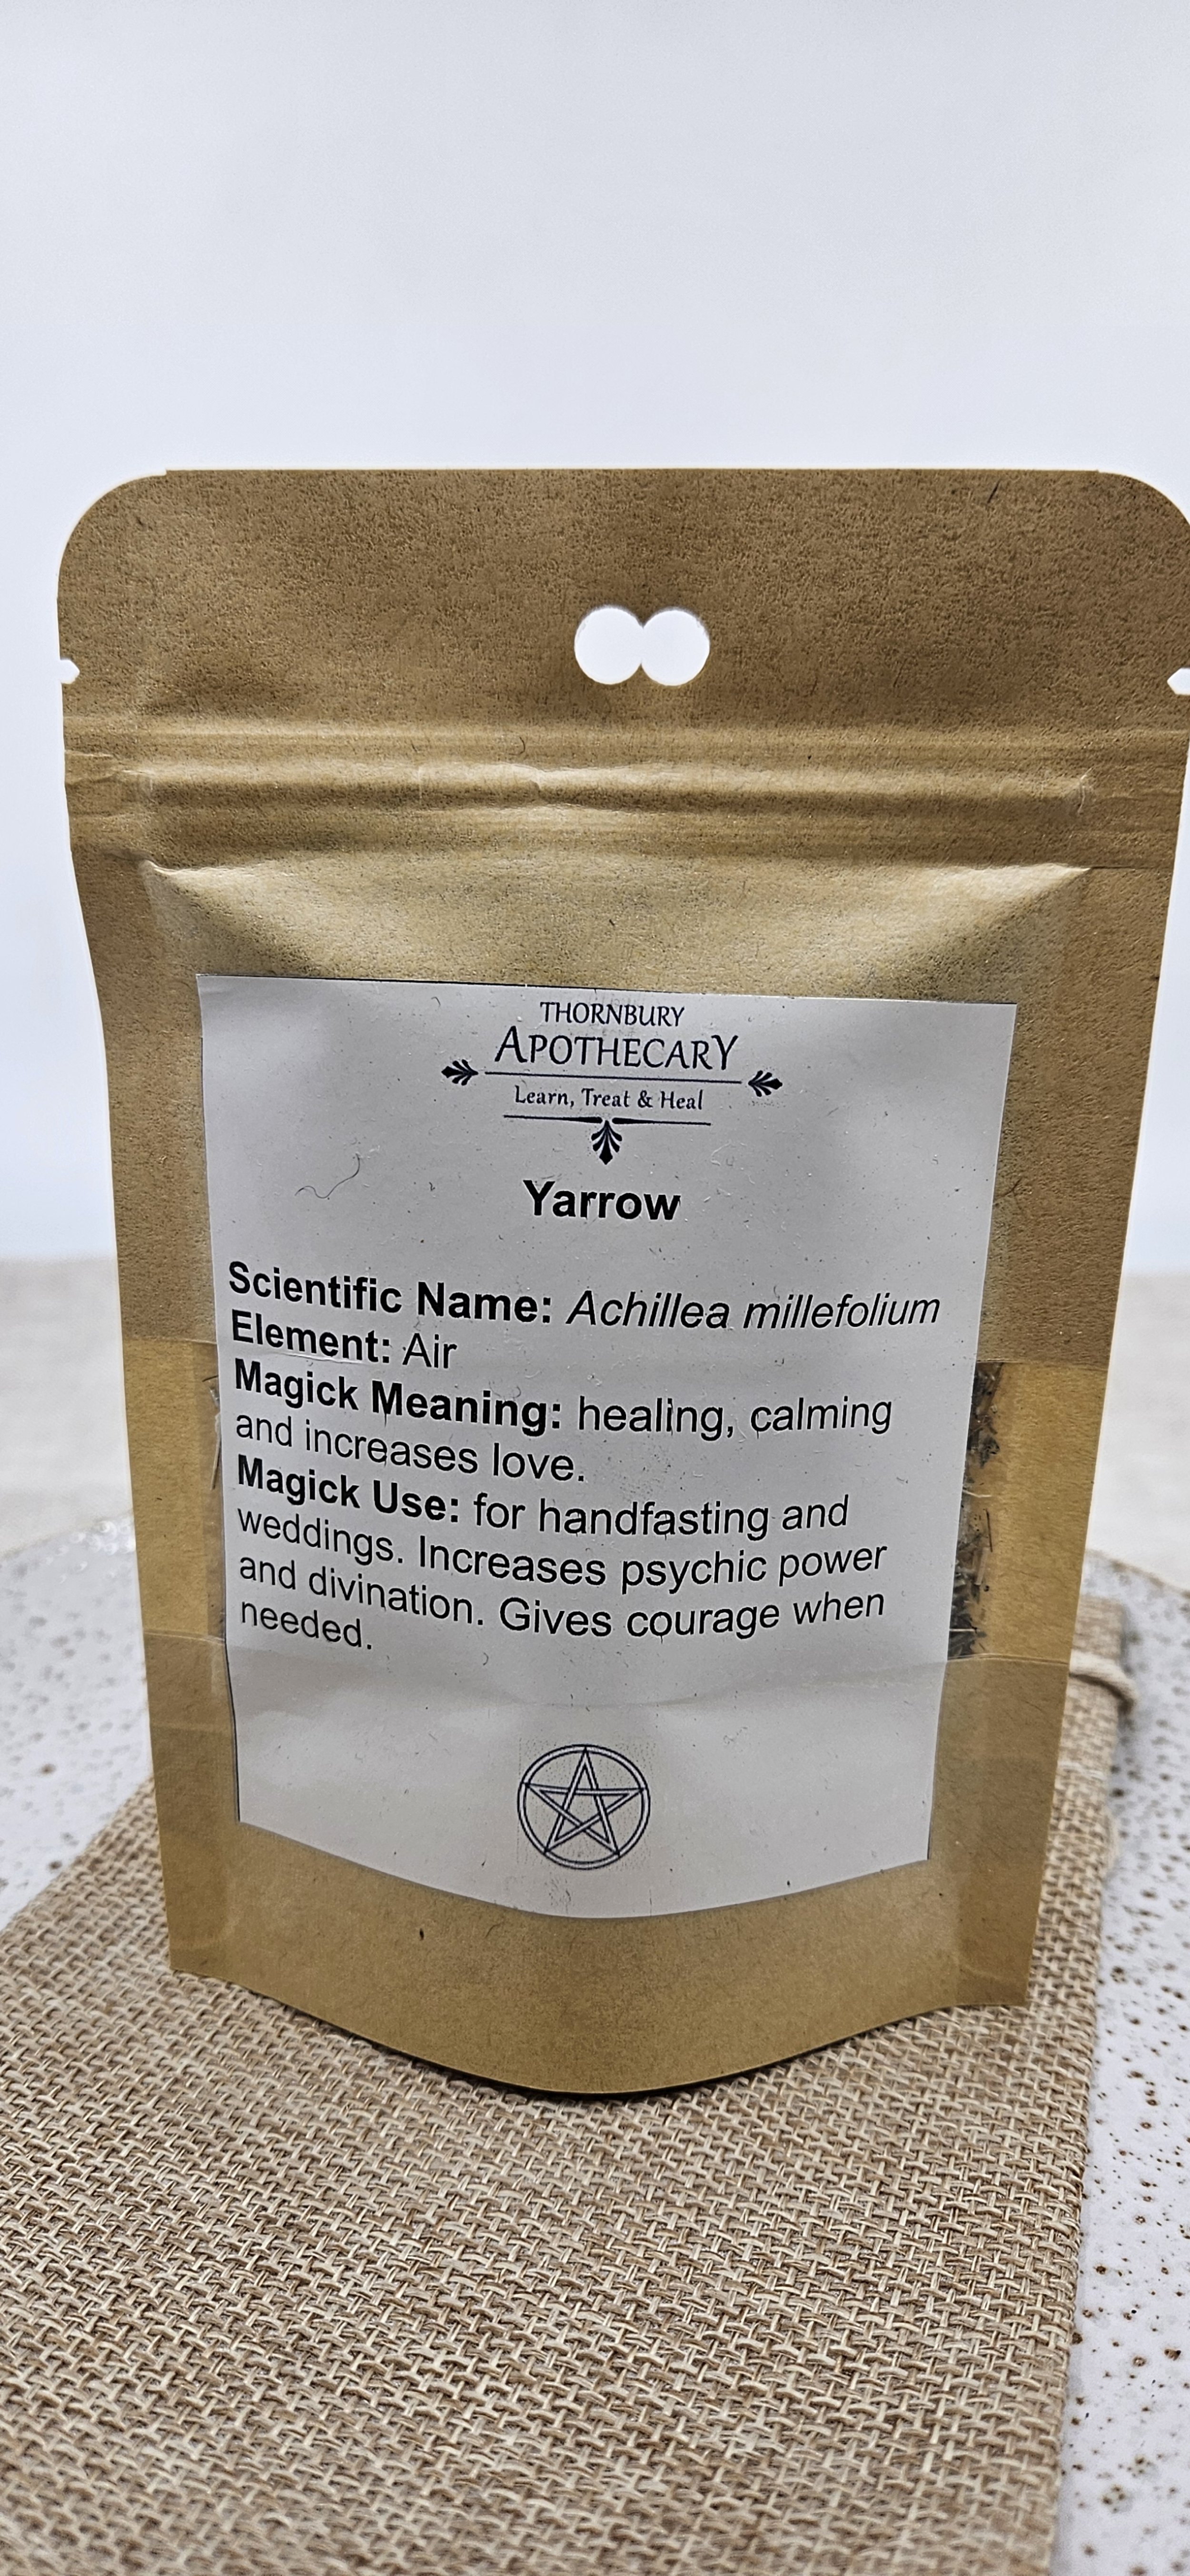 THORNBURY
APOTHECARY
Learn, Treat & Heal
Yarrow
Scientific Name: Achillea millefolium
Element: Air
Magick Meaning: healing, calming
and increases love.
Magick Use: for handfasting and
weddings. Increases psychic power
and divination. Gives courage when
needed.